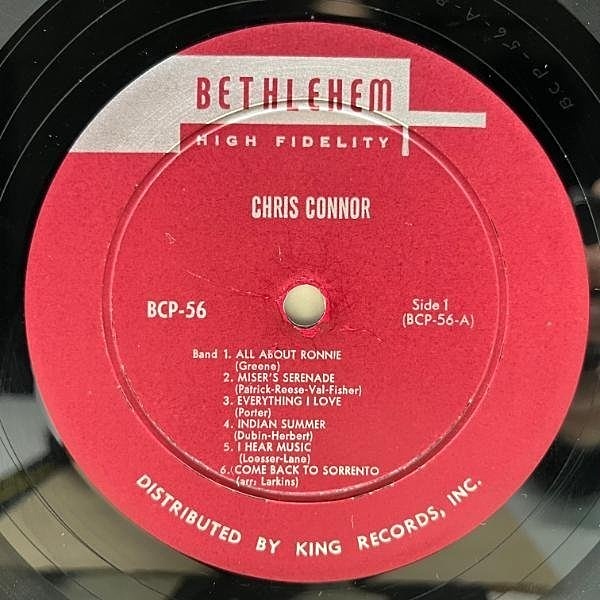 BETHLEHEM
HIGH FIDELITY
CHRIS CONNOR
BCP-56
Side 1
(BCP-56-A)
Band 1. ALL ABOUT RONNIE
(Greene)
2. MISER'S SERENADE
(Patrick-Reese-Val-Fisher)
3. EVERYTHING I LOVE
(Porter)
4. INDIAN SUMMER
(Dubin-Herbert)
5. I HEAR MUSIC
(Loesser-Lane)
6. COME BACK TO SORRENTO
(arr: Larkins)
DISTRIBUTED BY KING RECORDS, INC.
BCP-56-A-